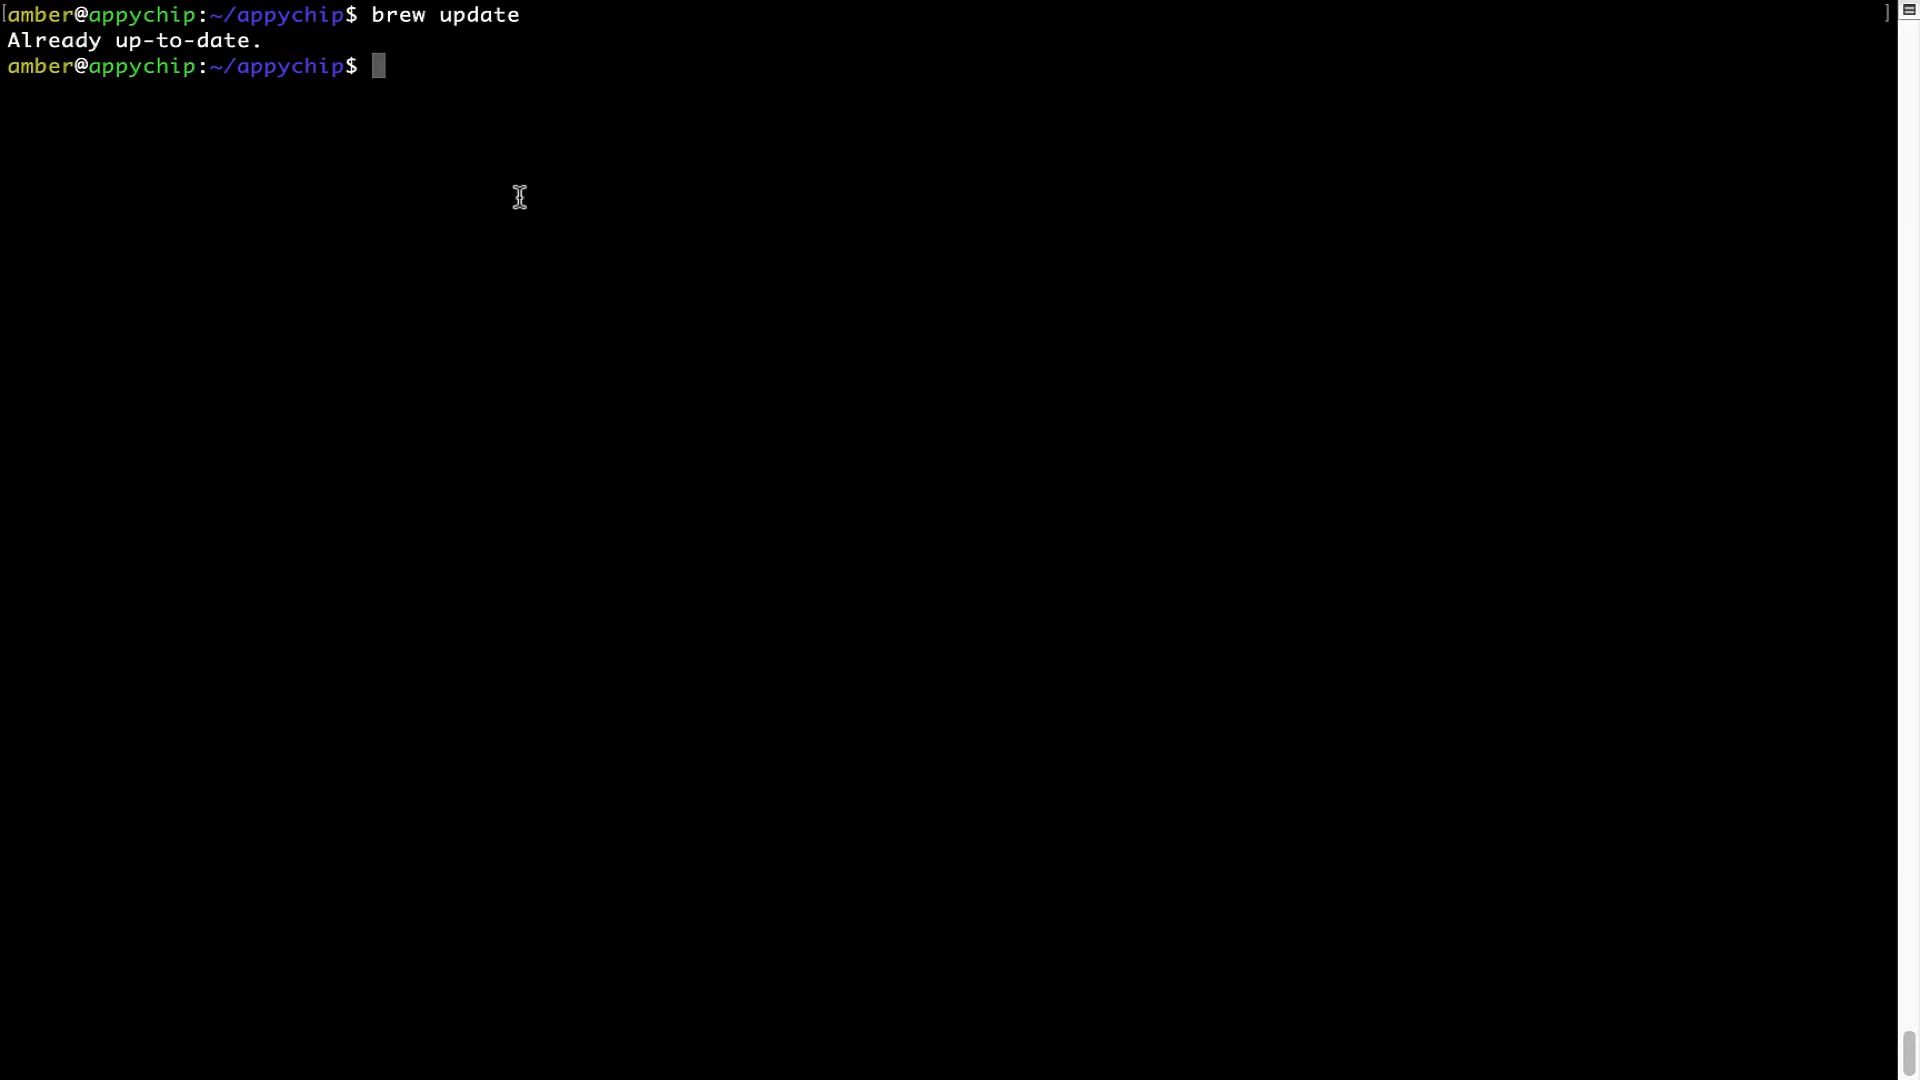 [amber@appychip:~/appychip$ brew update ]
Already up-to-date.
amber@appychip:~/appychip$